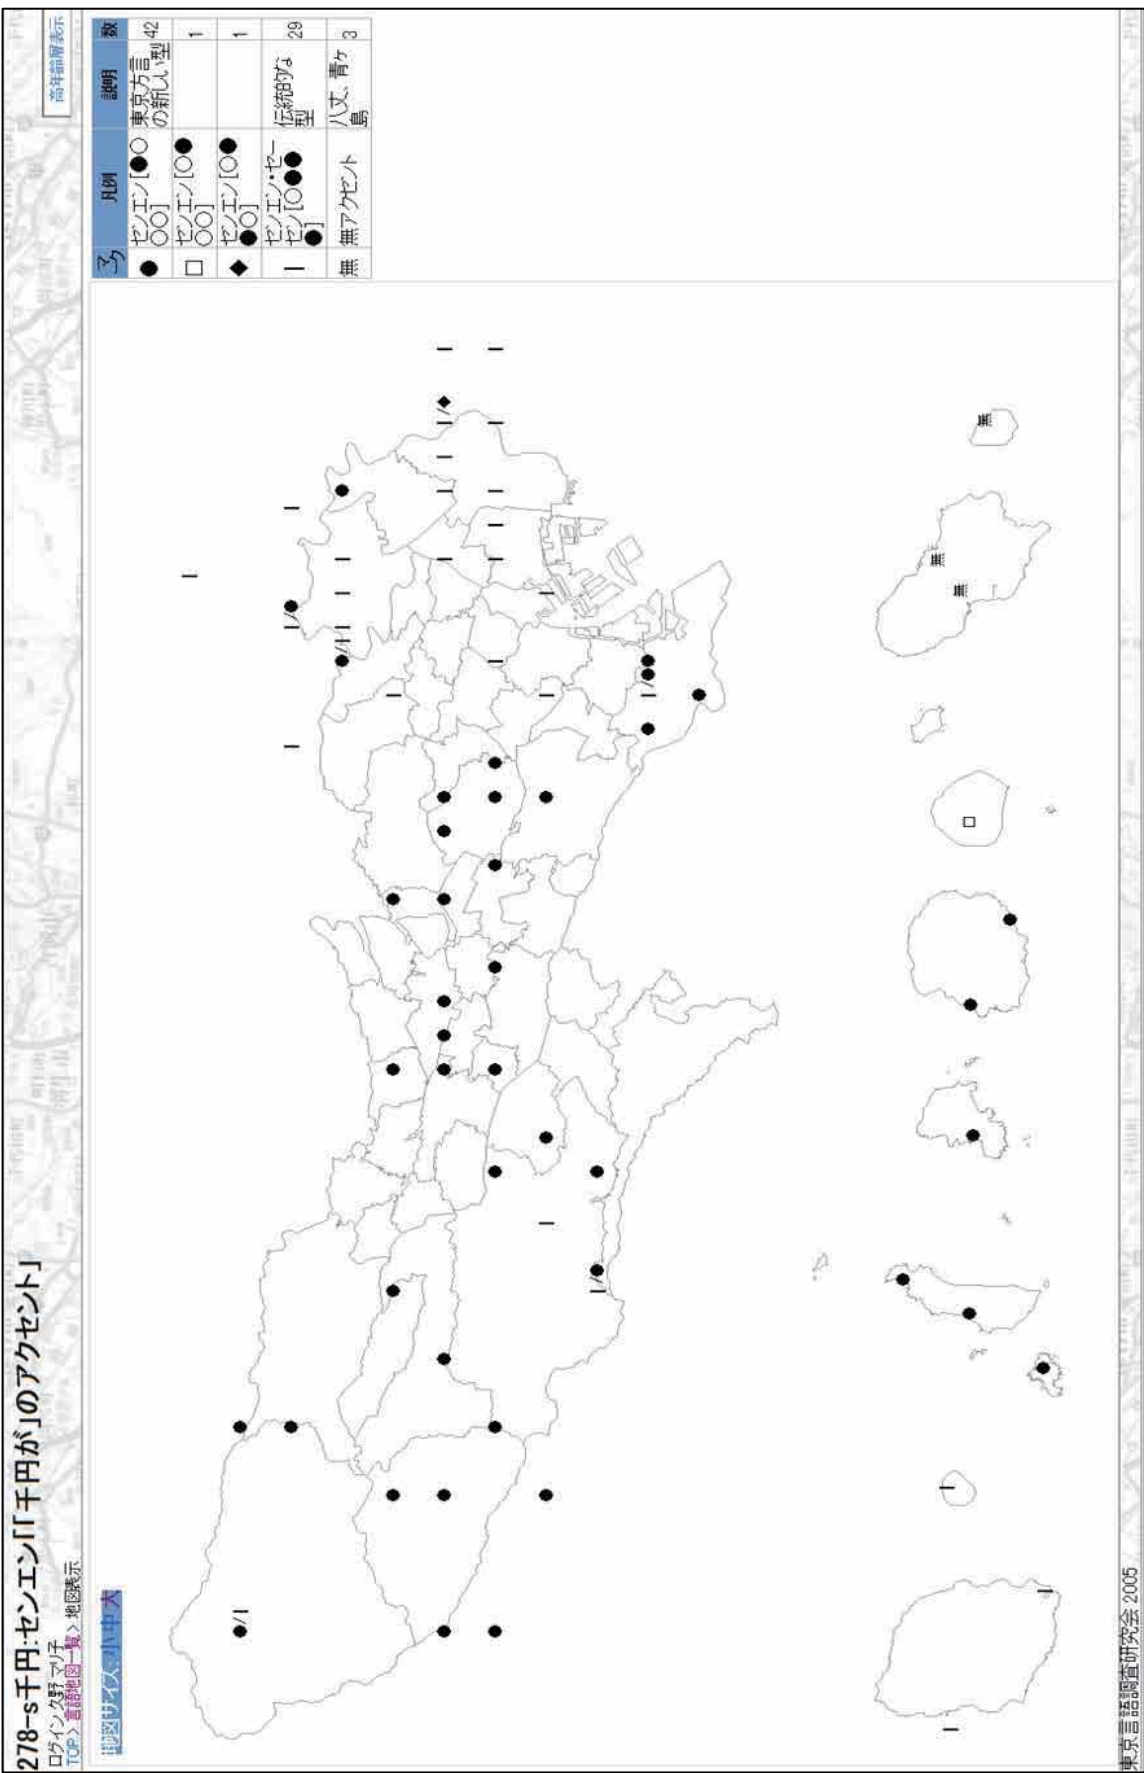 278-s千円:センエン「「千円が」のアクセント」
ログイン:久野 マリ子
TOP > 言語地図一覧 > 地図表示
高年齢層表示
地図サイズ:小 中 大
凡例 説明 数
● センエン[●○○○] 東京方言の新しい型 42
□ センエン[○●○○] 1
◆ センエン[○●●○] 1
| センエン・センセー[○●●●] 伝統的な型 29
無 無アクセント 八丈、青ヶ島 3
無
無
無
東京言語調査研究会 2005